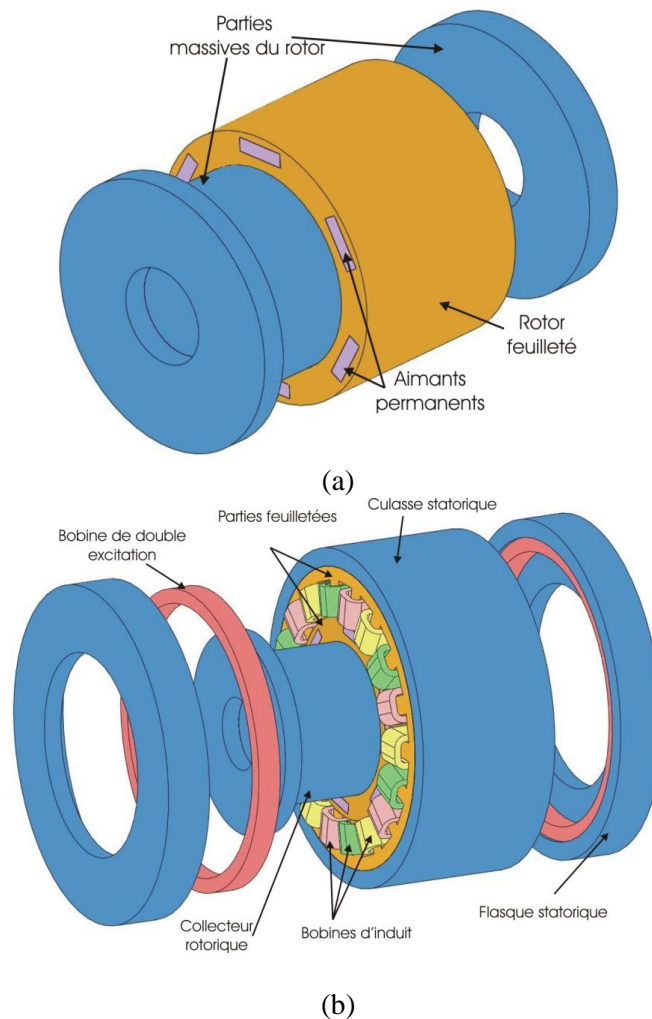 Parties
massives du rotor
Rotor
feuilleté
Aimants
permanents
(a)
Culasse statorique
Parties feuilletées
Bobine de double
excitation
Collecteur
rotorique
Bobines d'induit
Flasque statorique
(b)